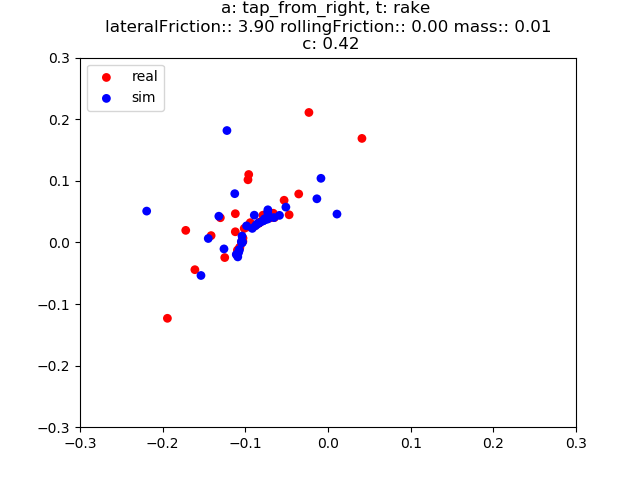 a: tap_from_right, t: rake
lateralFriction:: 3.90 rollingFriction:: 0.00 mass:: 0.01
c: 0.42
real
sim
0.3
0.2
0.1
0.0
−0.1
−0.2
−0.3
−0.3 −0.2 −0.1 0.0 0.1 0.2 0.3